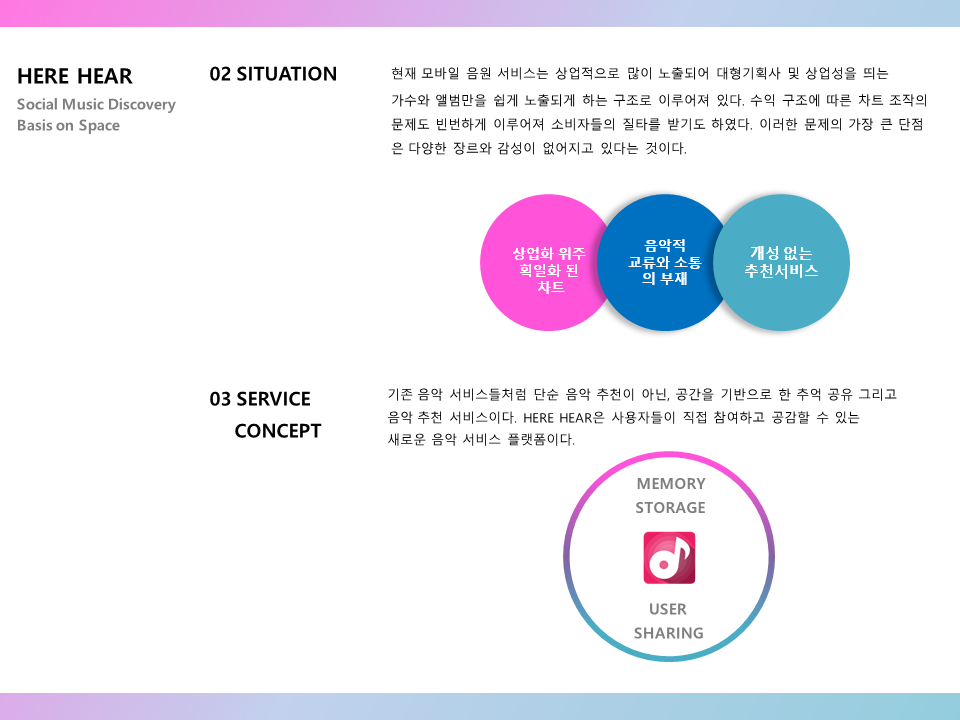 HERE HEAR
Social Music Discovery
Basis on Space
02 SITUATION
현재 모바일 음원 서비스는 상업적으로 많이 노출되어 대형기획사 및 상업성을 띄는
가수와 앨범만을 쉽게 노출되게 하는 구조로 이루어져 있다. 수익 구조에 따른 차트 조작의
문제도 빈번하게 이루어져 소비자들의 질타를 받기도 하였다. 이러한 문제의 가장 큰 단점
은 다양한 장르와 감성이 없어지고 있다는 것이다.
상업화 위주
획일화 된
차트
음악적
교류와 소통
의 부재
개성 없는
추천서비스
03 SERVICE
CONCEPT
기존 음악 서비스들처럼 단순 음악 추천이 아닌, 공간을 기반으로 한 추억 공유 그리고
음악 추천 서비스이다. HERE HEAR은 사용자들이 직접 참여하고 공감할 수 있는
새로운 음악 서비스 플랫폼이다.
MEMORY
STORAGE
USER
SHARING